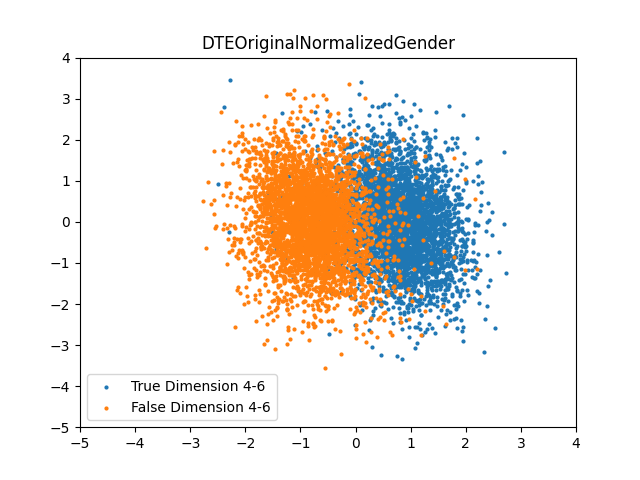 DTEOriginalNormalizedGender
4
3
2
1
0
−1
−2
−3
−4
−5
True Dimension 4-6
False Dimension 4-6
−5 −4 −3 −2 −1 0 1 2 3 4